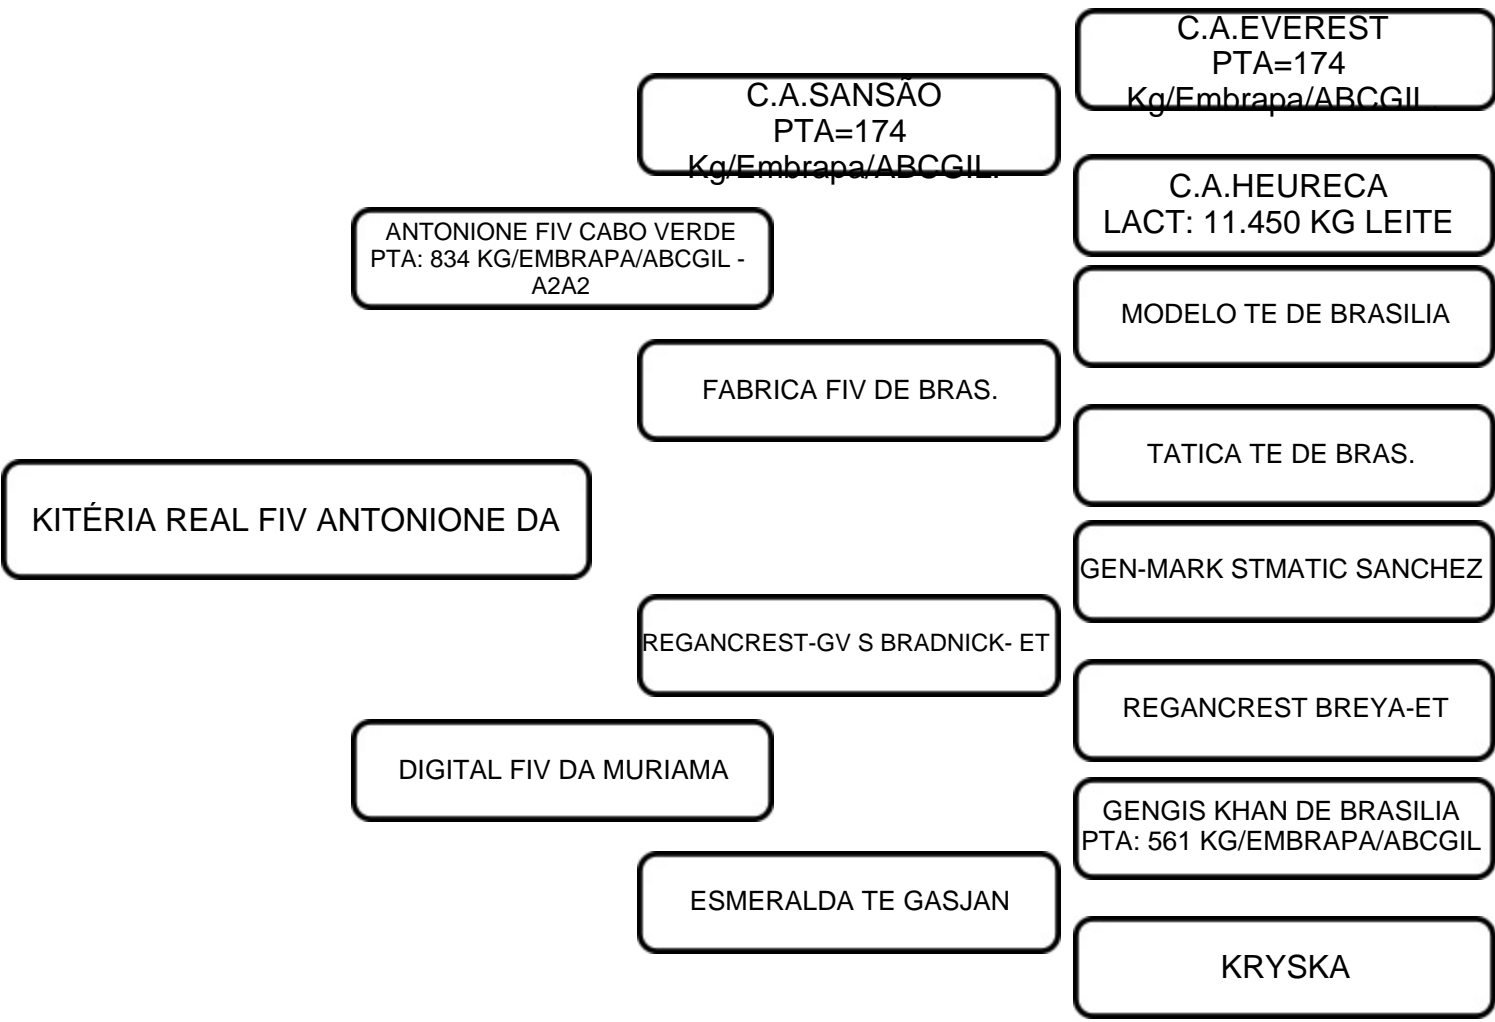 C.A.EVEREST
PTA=174
Kg/Embrapa/ABCGIL.
C.A.SANSÃO
PTA=174
Kg/Embrapa/ABCGIL.
C.A.HEURECA
LACT: 11.450 KG LEITE
ANTONIONE FIV CABO VERDE
PTA: 834 KG/EMBRAPA/ABCGIL -
A2A2
MODELO TE DE BRASILIA
FABRICA FIV DE BRAS.
TATICA TE DE BRAS.
KITÉRIA REAL FIV ANTONIONE DA
GEN-MARK STMATIC SANCHEZ
REGANCREST-GV S BRADNICK- ET
REGANCREST BREYA-ET
DIGITAL FIV DA MURIAMA
GENGIS KHAN DE BRASILIA
PTA: 561 KG/EMBRAPA/ABCGIL
ESMERALDA TE GASJAN
KRYSKA